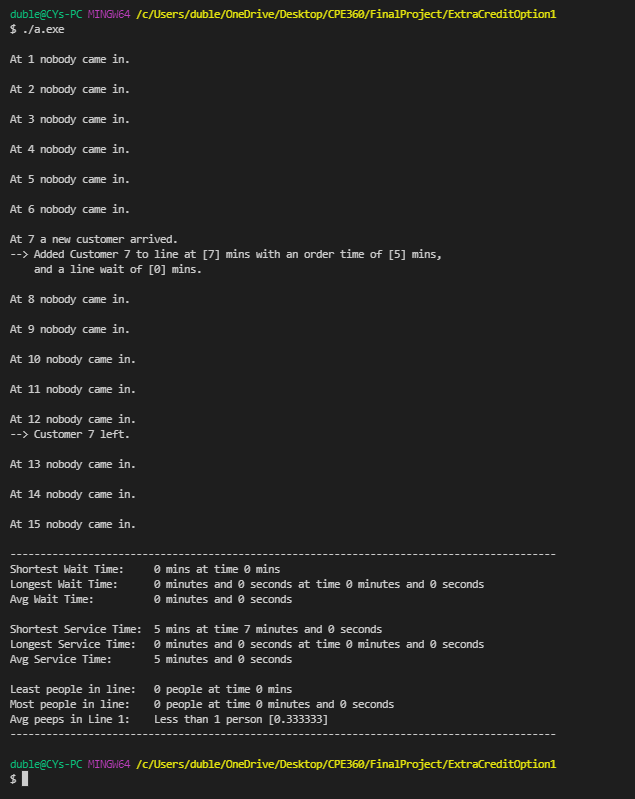 duble@CYs-PC MINGW64 /c/Users/duble/OneDrive/Desktop/CPE360/FinalProject/ExtraCreditOption1
$ ./a.exe
At 1 nobody came in.
At 2 nobody came in.
At 3 nobody came in.
At 4 nobody came in.
At 5 nobody came in.
At 6 nobody came in.
At 7 a new customer arrived.
--> Added Customer 7 to line at [7] mins with an order time of [5] mins,
and a line wait of [0] mins.
At 8 nobody came in.
At 9 nobody came in.
At 10 nobody came in.
At 11 nobody came in.
At 12 nobody came in.
--> Customer 7 left.
At 13 nobody came in.
At 14 nobody came in.
At 15 nobody came in.
-------------------------------------------------------------------------------------------
Shortest Wait Time:     0 mins at time 0 mins
Longest Wait Time:      0 minutes and 0 seconds at time 0 minutes and 0 seconds
Avg Wait Time:          0 minutes and 0 seconds
Shortest Service Time:  5 mins at time 7 minutes and 0 seconds
Longest Service Time:   0 minutes and 0 seconds at time 0 minutes and 0 seconds
Avg Service Time:       5 minutes and 0 seconds
Least people in line:   0 people at time 0 mins
Most people in line:    0 people at time 0 minutes and 0 seconds
Avg peeps in Line 1:    Less than 1 person [0.333333]
-------------------------------------------------------------------------------------------
duble@CYs-PC MINGW64 /c/Users/duble/OneDrive/Desktop/CPE360/FinalProject/ExtraCreditOption1
$